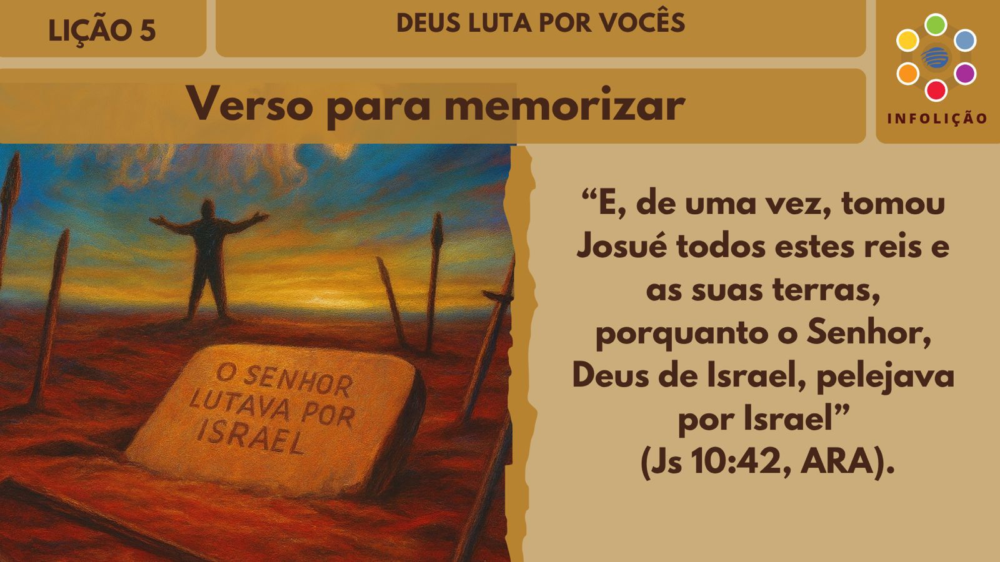 LIÇÃO 5
DEUS LUTA POR VOCÊS
INFOLIÇÃO
Verso para memorizar
O SENHOR
LUTAVA POR
ISRAEL
“E, de uma vez, tomou
Josué todos estes reis e
as suas terras,
porquanto o Senhor,
Deus de Israel, pelejava
por Israel”
(Js 10:42, ARA).